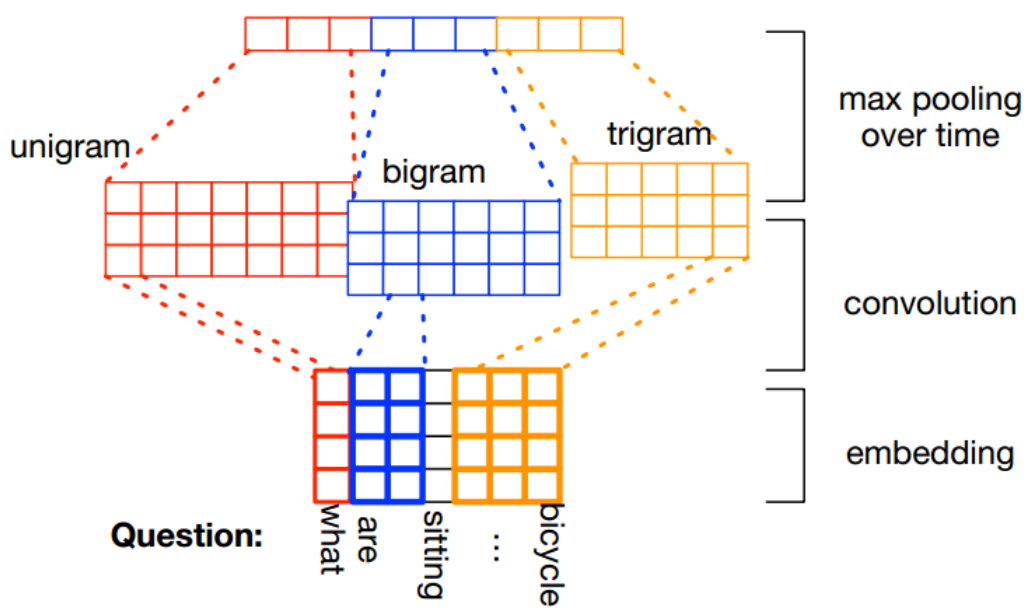 max pooling
over time
unigram
bigram
trigram
convolution
embedding
Question:
what
are
sitting
...
bicycle